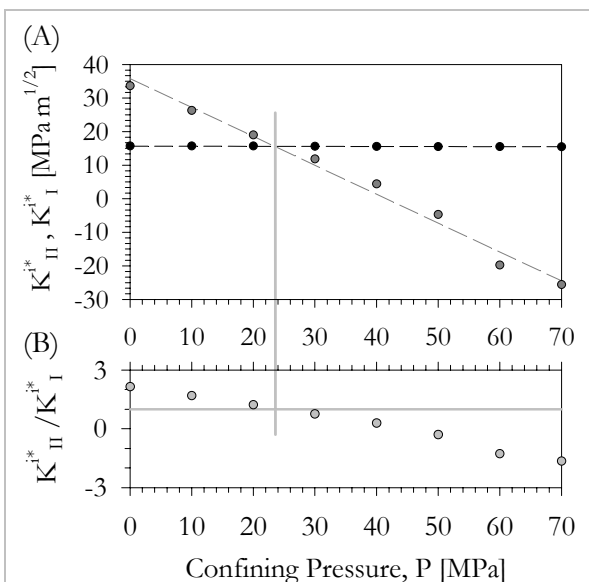 (A)
40
30
20
10
0
-10
-20
-30
K^{i*}_{II}, K^{i*}_{I} [MPa m^{1/2}]
0 10 20 30 40 50 60 70
(B)
3
0
-3
K^{i*}_{II}/K^{i*}_{I}
0 10 20 30 40 50 60 70
Confining Pressure, P [MPa]